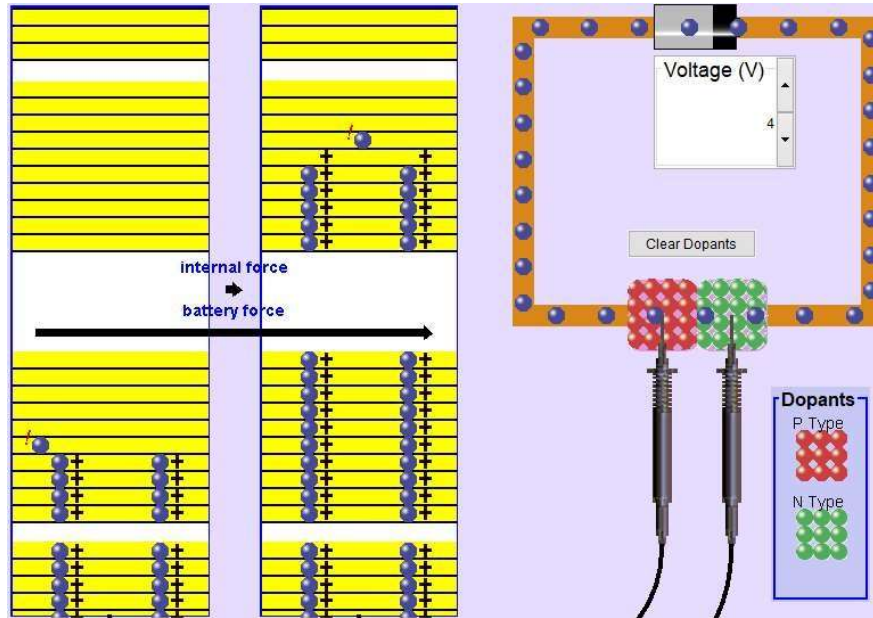 internal force
battery force
Voltage (V)
4
Clear Dopants
Dopants
P Type
N Type